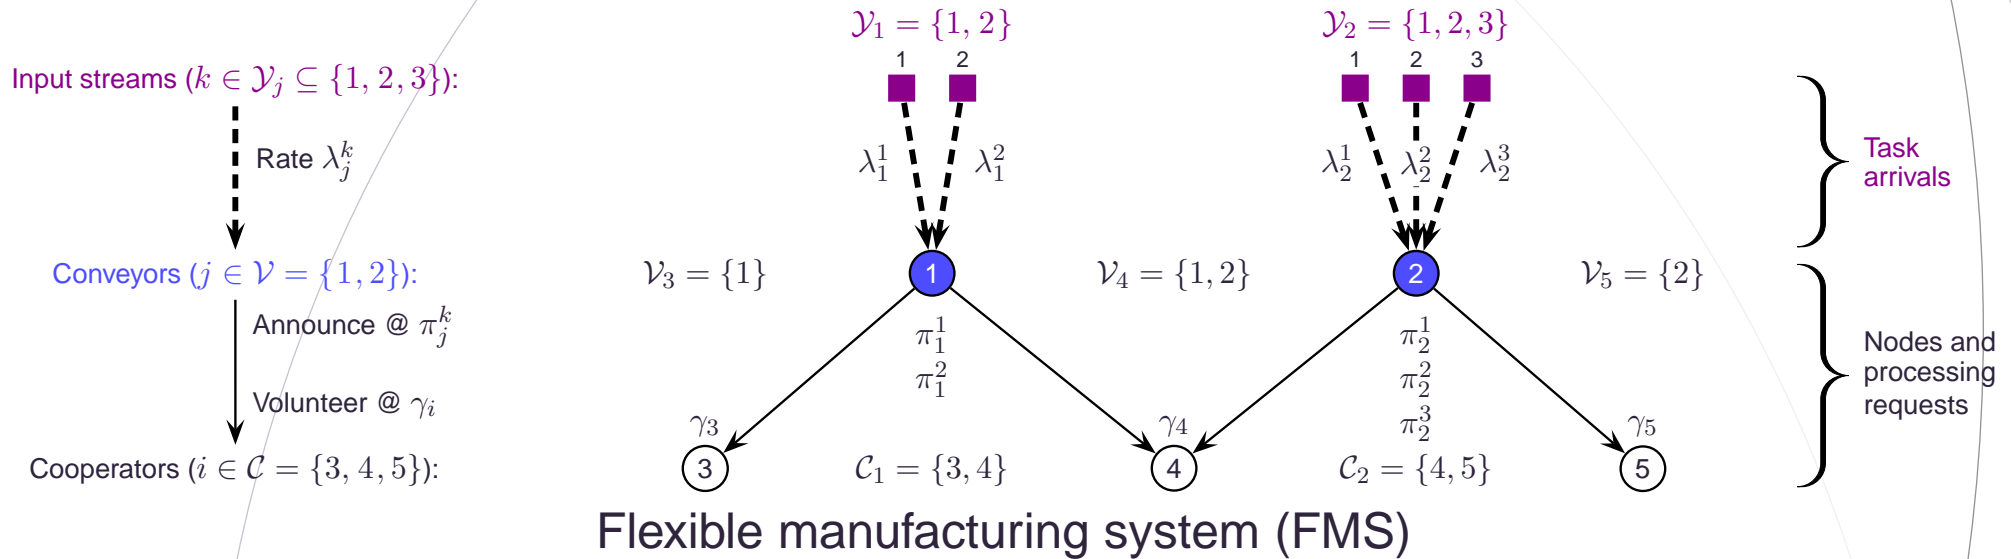 𝒴₁ = {1, 2}
𝒴₂ = {1, 2, 3}
1 2
1 2 3
Input streams (k ∈ 𝒴ⱼ ⊆ {1, 2, 3}):
Rate λⱼᵏ
λ₁¹ λ₁²
λ₂¹ λ₂² λ₂³
Task
arrivals
Conveyors (j ∈ 𝒱 = {1, 2}):
𝒱₃ = {1}
1
𝒱₄ = {1, 2}
2
𝒱₅ = {2}
Announce @ πⱼᵏ
π₁¹
π₁²
π₂¹
π₂²
π₂³
Volunteer @ γᵢ
Nodes and
processing
requests
γ₃
γ₄
γ₅
Cooperators (i ∈ 𝒞 = {3, 4, 5}):
3
𝒞₁ = {3, 4}
4
𝒞₂ = {4, 5}
5
Flexible manufacturing system (FMS)